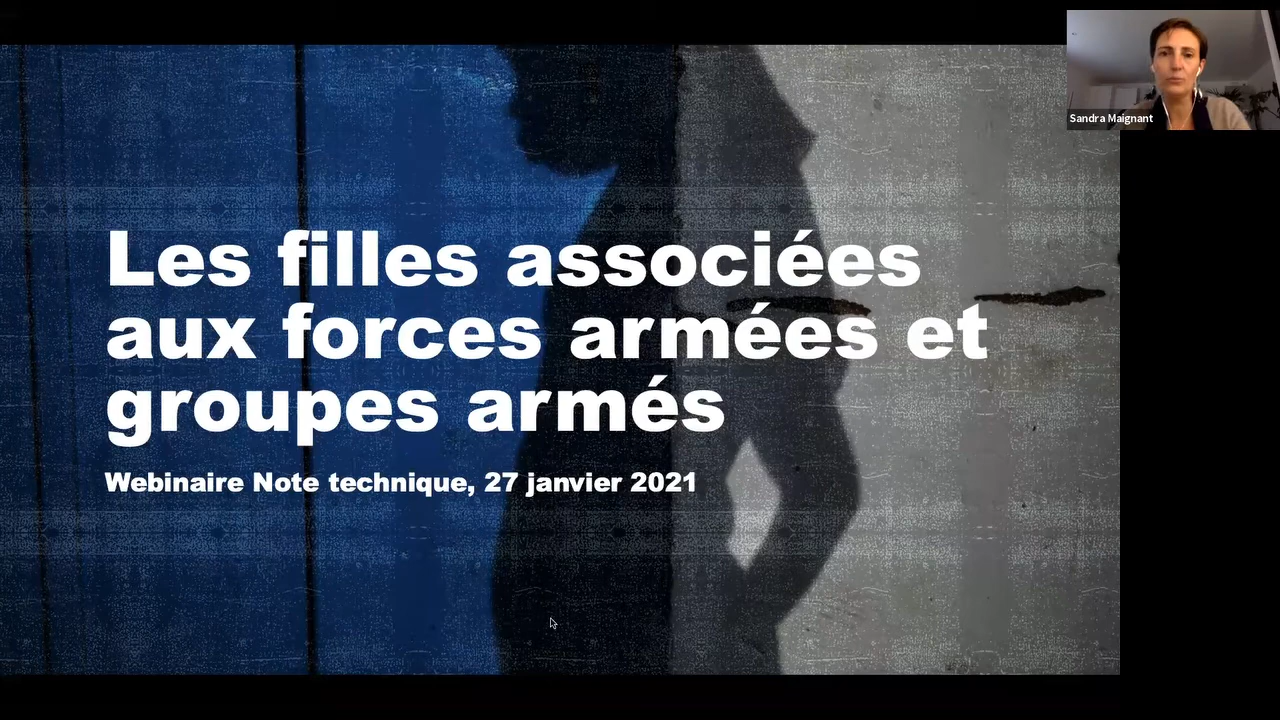 Sandra Maignant
Les filles associées
aux forces armées et
groupes armés
Webinaire Note technique, 27 janvier 2021